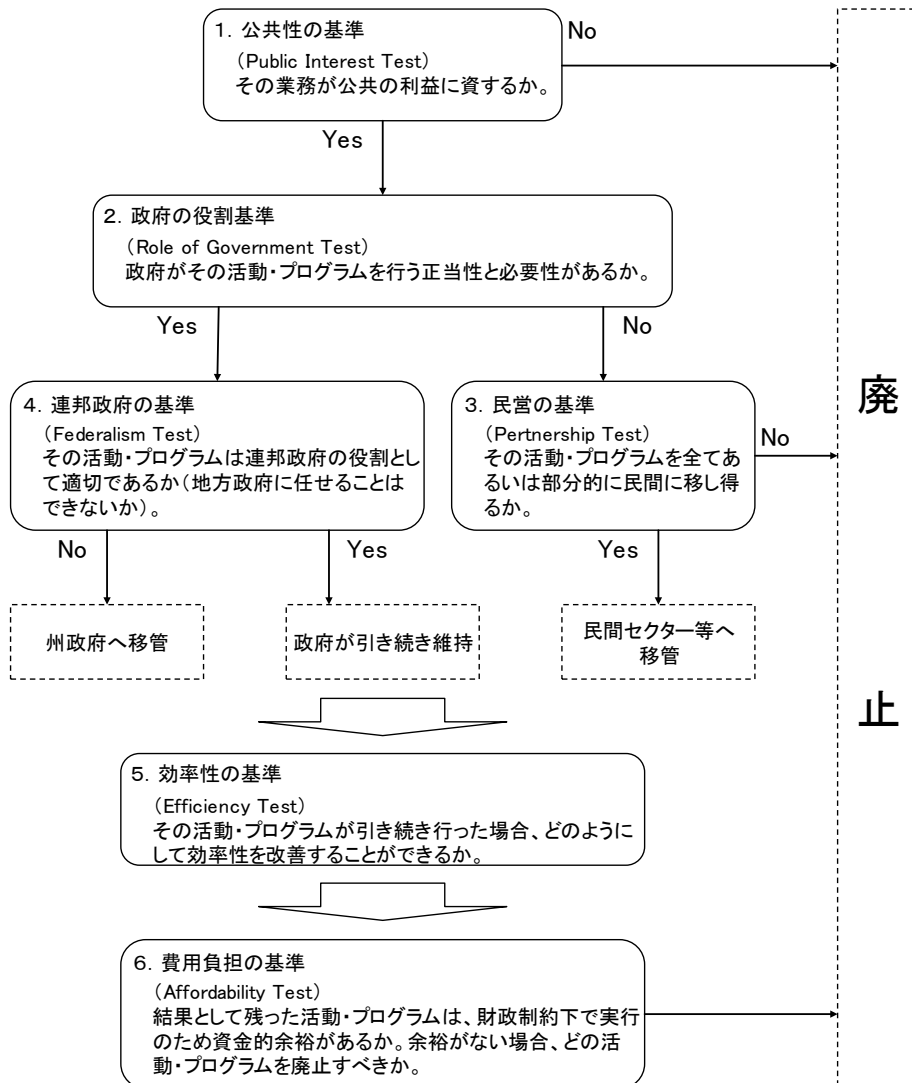 1．公共性の基準
（Public Interest Test）
その業務が公共の利益に資するか。
No
Yes
2．政府の役割基準
（Role of Government Test）
政府がその活動・プログラムを行う正当性と必要性があるか。
Yes
No
4．連邦政府の基準
（Federalism Test）
その活動・プログラムは連邦政府の役割とし
て適切であるか（地方政府に任せることは
できないか）。
3．民営の基準
（Pertnership Test）
その活動・プログラムを全てあ
るいは部分的に民間に移し得
るか。
No
No
Yes
Yes
州政府へ移管
政府が引き続き維持
民間セクター等へ
移管
廃
止
5．効率性の基準
（Efficiency Test）
その活動・プログラムが引き続き行った場合、どのように
して効率性を改善することができるか。
6．費用負担の基準
（Affordability Test）
結果として残った活動・プログラムは、財政制約下で実行
のため資金的余裕があるか。余裕がない場合、どの活
動・プログラムを廃止すべきか。